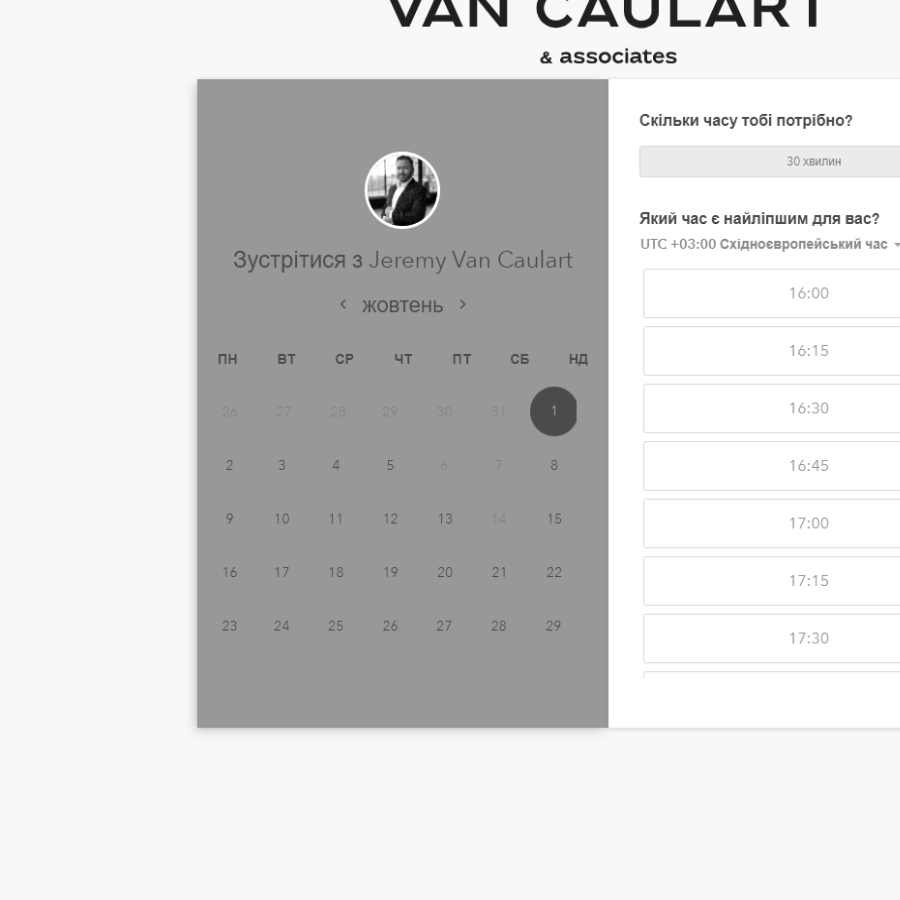 VAN CAULART
& associates
Зустрітися з Jeremy Van Caulart
жовтень
ПН ВТ СР ЧТ ПТ СБ НД
26 27 28 29 30 31 1
2 3 4 5 6 7 8
9 10 11 12 13 14 15
16 17 18 19 20 21 22
23 24 25 26 27 28 29
Скільки часу тобі потрібно?
30 хвилин
Який час є найліпшим для вас?
UTC +03:00 Східноєвропейський час
16:00
16:15
16:30
16:45
17:00
17:15
17:30